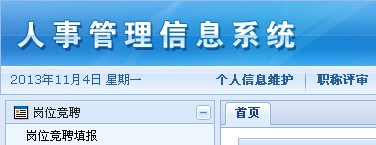 人事管理信息系统
2013年11月4日 星期一 个人信息维护 职称评审
岗位竞聘 首页
岗位竞聘填报